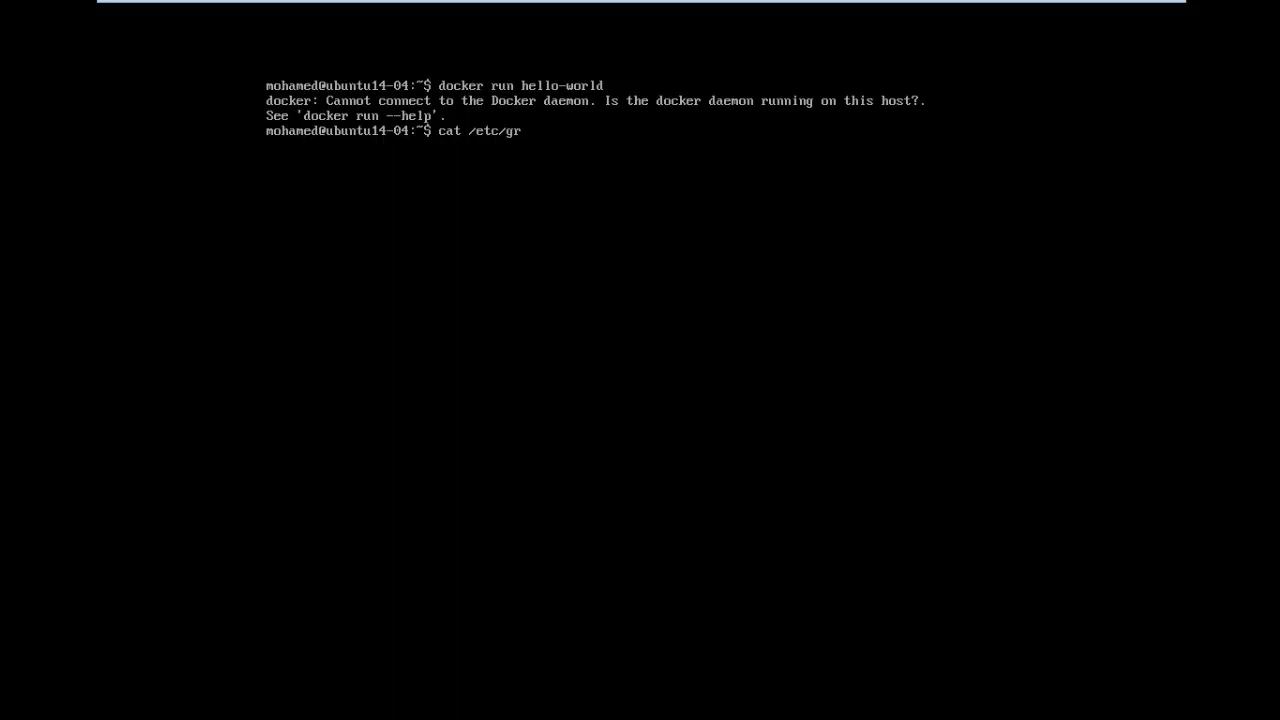 mohamed@ubuntu14-04:~$ docker run hello-world
docker: Cannot connect to the Docker daemon. Is the docker daemon running on this host?.
See 'docker run --help'.
mohamed@ubuntu14-04:~$ cat /etc/gr